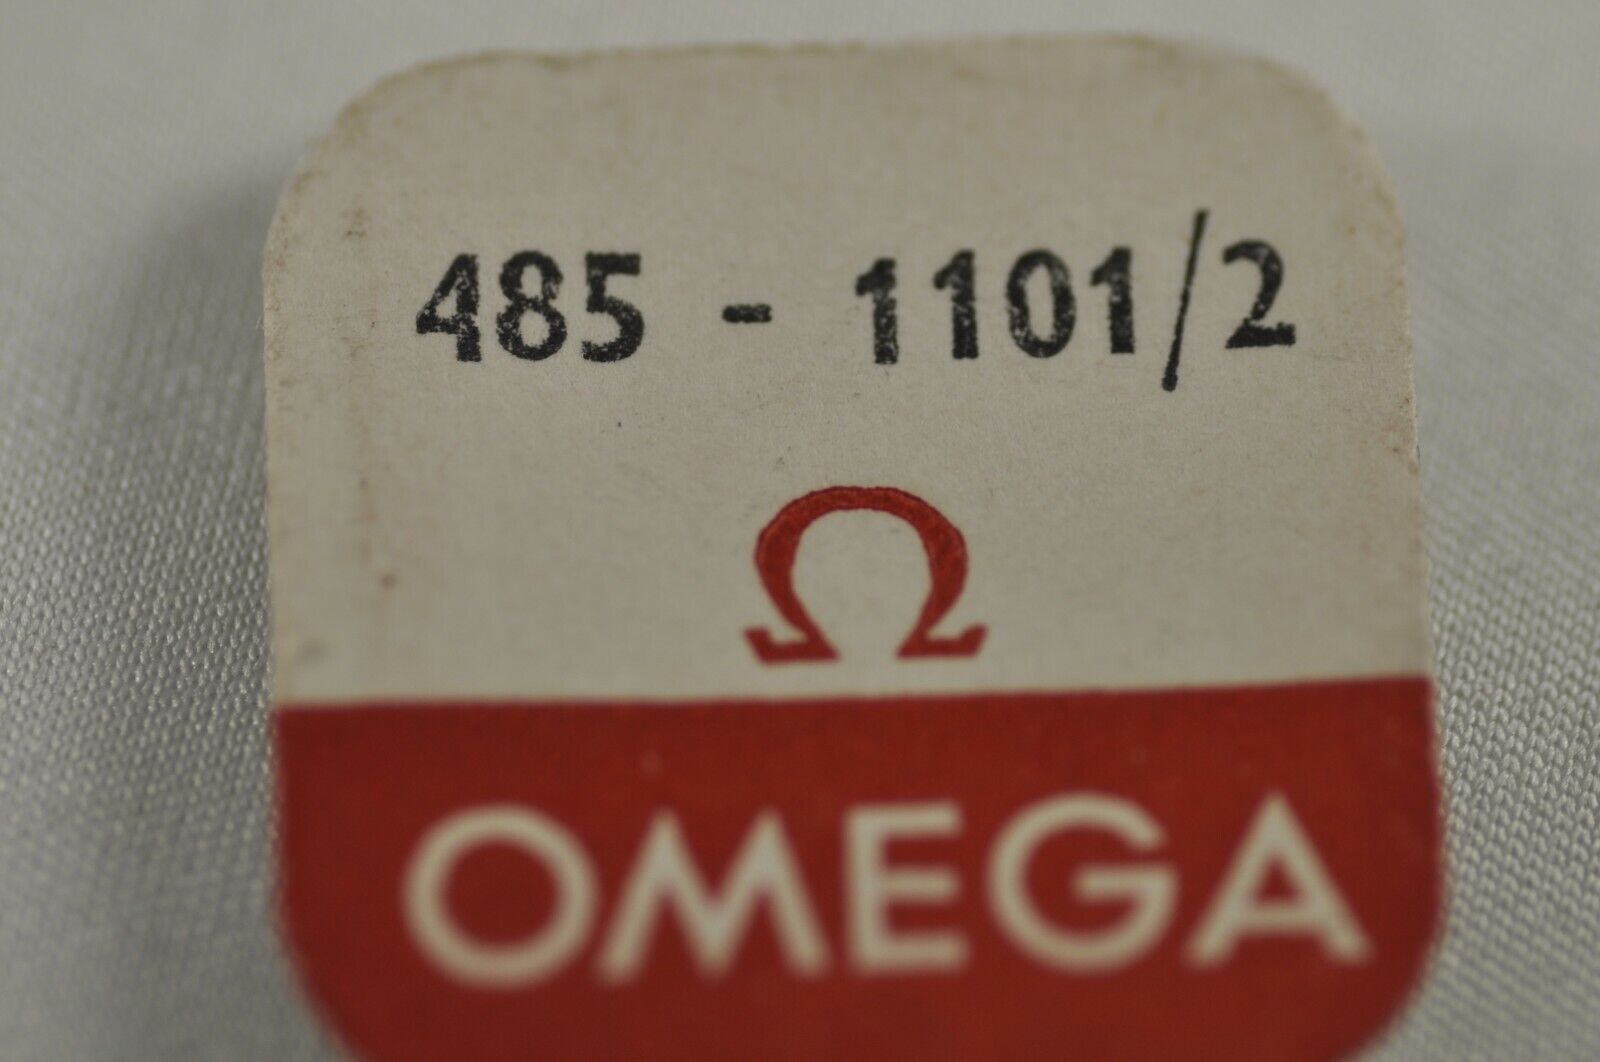 485 - 1101/2
Ω
OMEGA